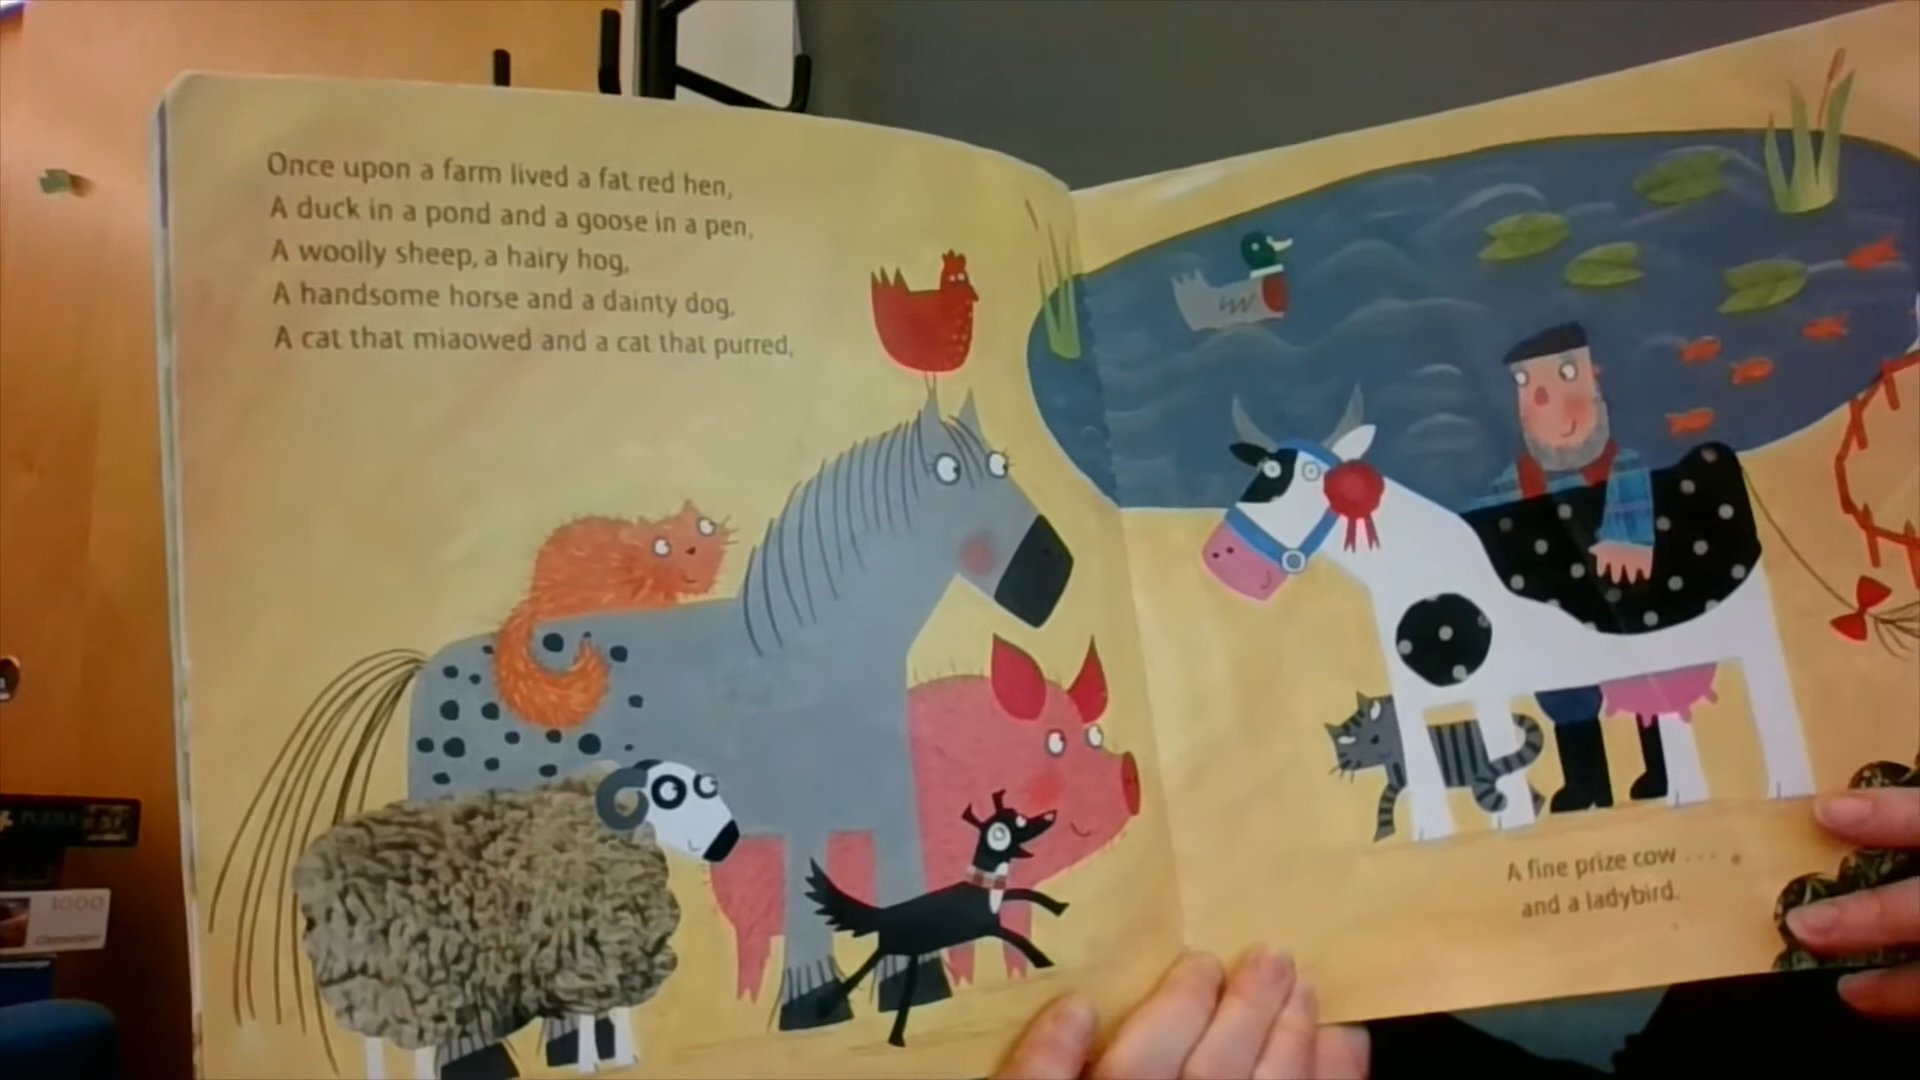 Once upon a farm lived a fat red hen,
A duck in a pond and a goose in a pen,
A woolly sheep, a hairy hog,
A handsome horse and a dainty dog,
A cat that miaowed and a cat that purred,
A fine prize cow . . . .
and a ladybird.
1000